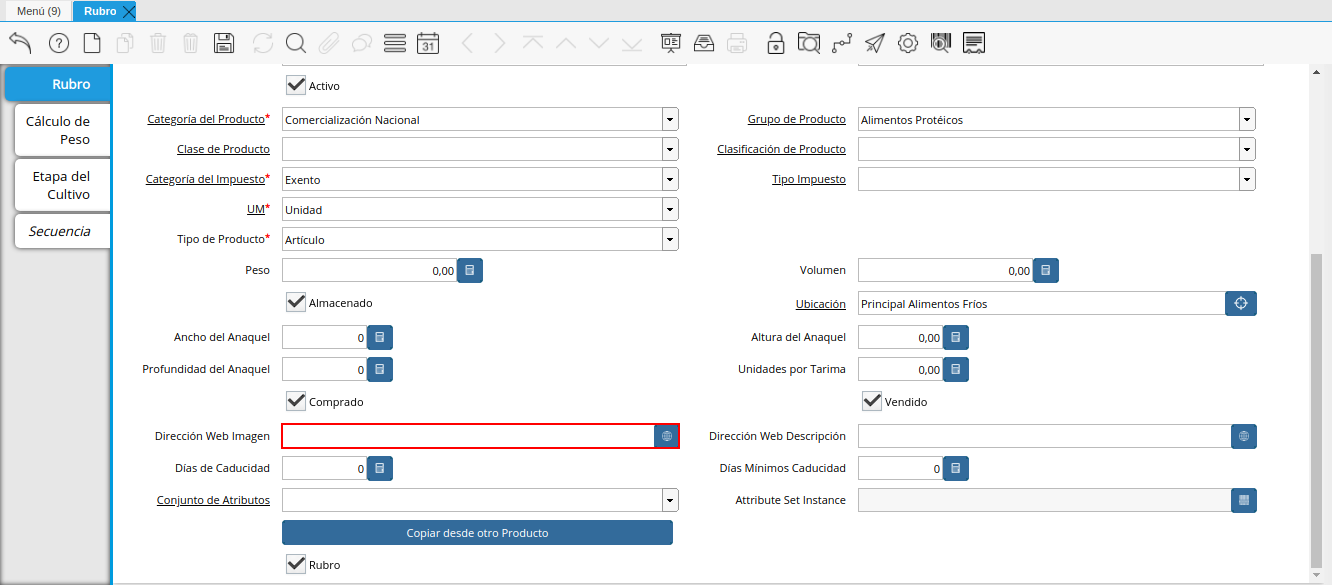 Menú (9) Rubro
31
Rubro
Cálculo de
Peso
Etapa del
Cultivo
Secuencia
Activo
Categoría del Producto* Comercialización Nacional Grupo de Producto Alimentos Protéicos
Clase de Producto Clasificación de Producto
Categoría del Impuesto* Exento Tipo Impuesto
UM* Unidad
Tipo de Producto* Artículo
Peso 0,00 Volumen 0,00
Almacenado Ubicación Principal Alimentos Fríos
Ancho del Anaquel 0 Altura del Anaquel 0,00
Profundidad del Anaquel 0 Unidades por Tarima 0,00
Comprado Vendido
Dirección Web Imagen Dirección Web Descripción
Días de Caducidad 0 Días Mínimos Caducidad 0
Conjunto de Atributos Attribute Set Instance
Copiar desde otro Producto
Rubro